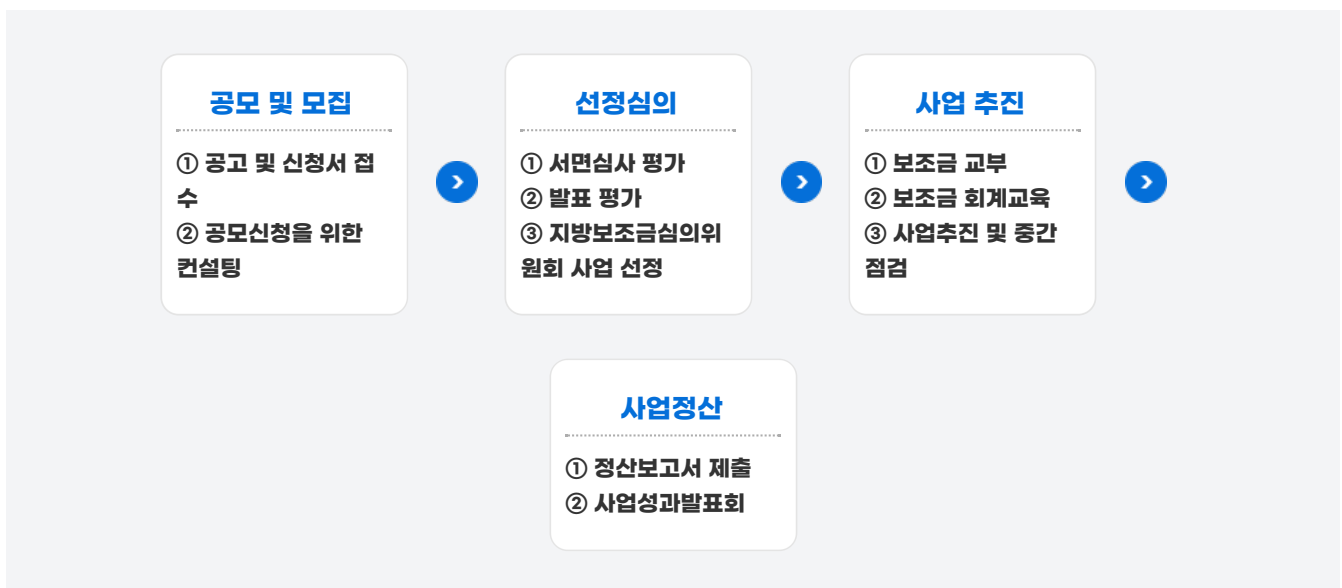 공모 및 모집
① 공고 및 신청서 접
수
② 공모신청을 위한
컨설팅
선정심의
① 서면심사 평가
② 발표 평가
③ 지방보조금심의위
원회 사업 선정
사업 추진
① 보조금 교부
② 보조금 회계교육
③ 사업추진 및 중간
점검
사업정산
① 정산보고서 제출
② 사업성과발표회